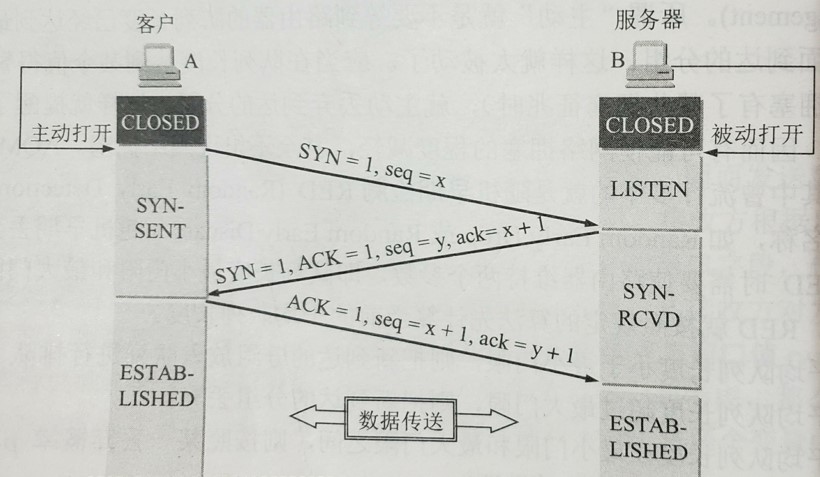 客户
服务器
A
B
CLOSED
CLOSED
主动打开
被动打开
SYN = 1, seq = x
LISTEN
SYN-
SENT
SYN = 1, ACK = 1, seq = y, ack= x + 1
SYN-
RCVD
ACK = 1, seq = x + 1, ack = y + 1
ESTAB-
LISHED
数据传送
ESTAB-
LISHED